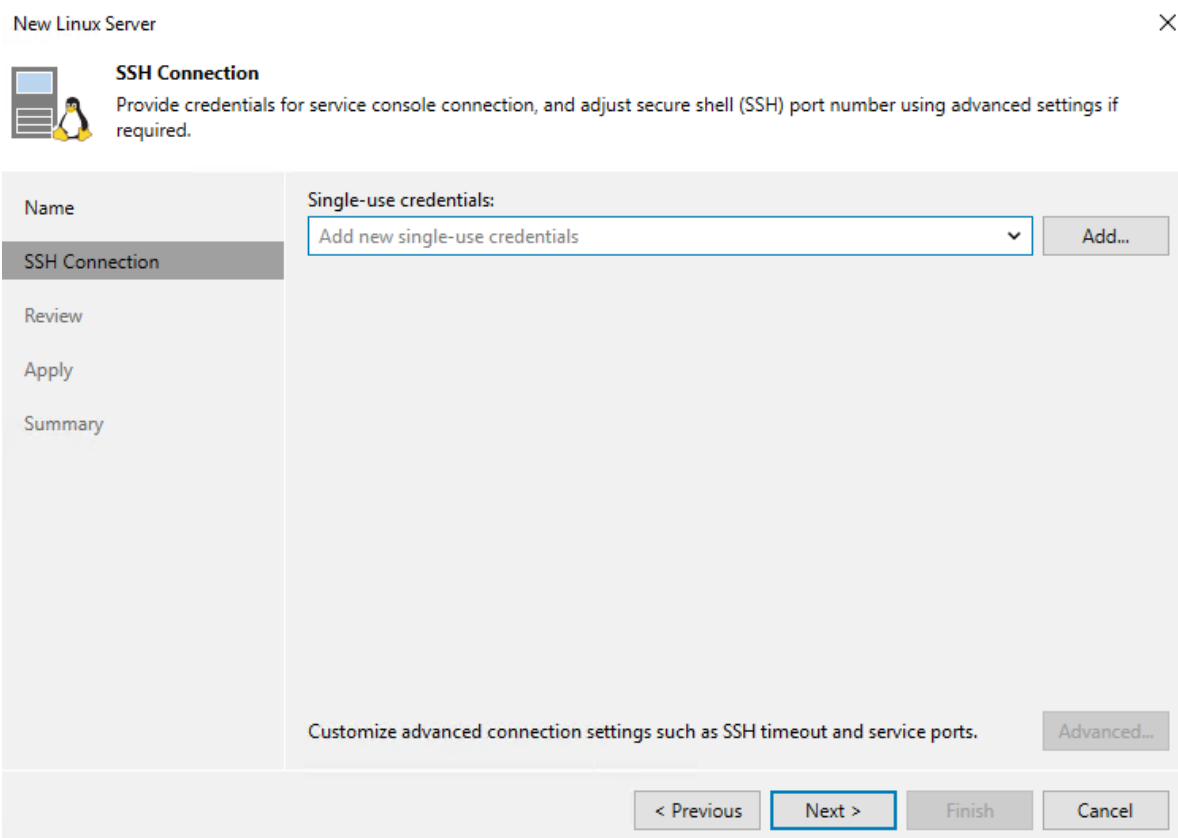 New Linux Server
SSH Connection
Provide credentials for service console connection, and adjust secure shell (SSH) port number using advanced settings if
required.
Name
SSH Connection
Review
Apply
Summary
Single-use credentials:
Add new single-use credentials
Add...
Customize advanced connection settings such as SSH timeout and service ports.
Advanced...
< Previous
Next >
Finish
Cancel